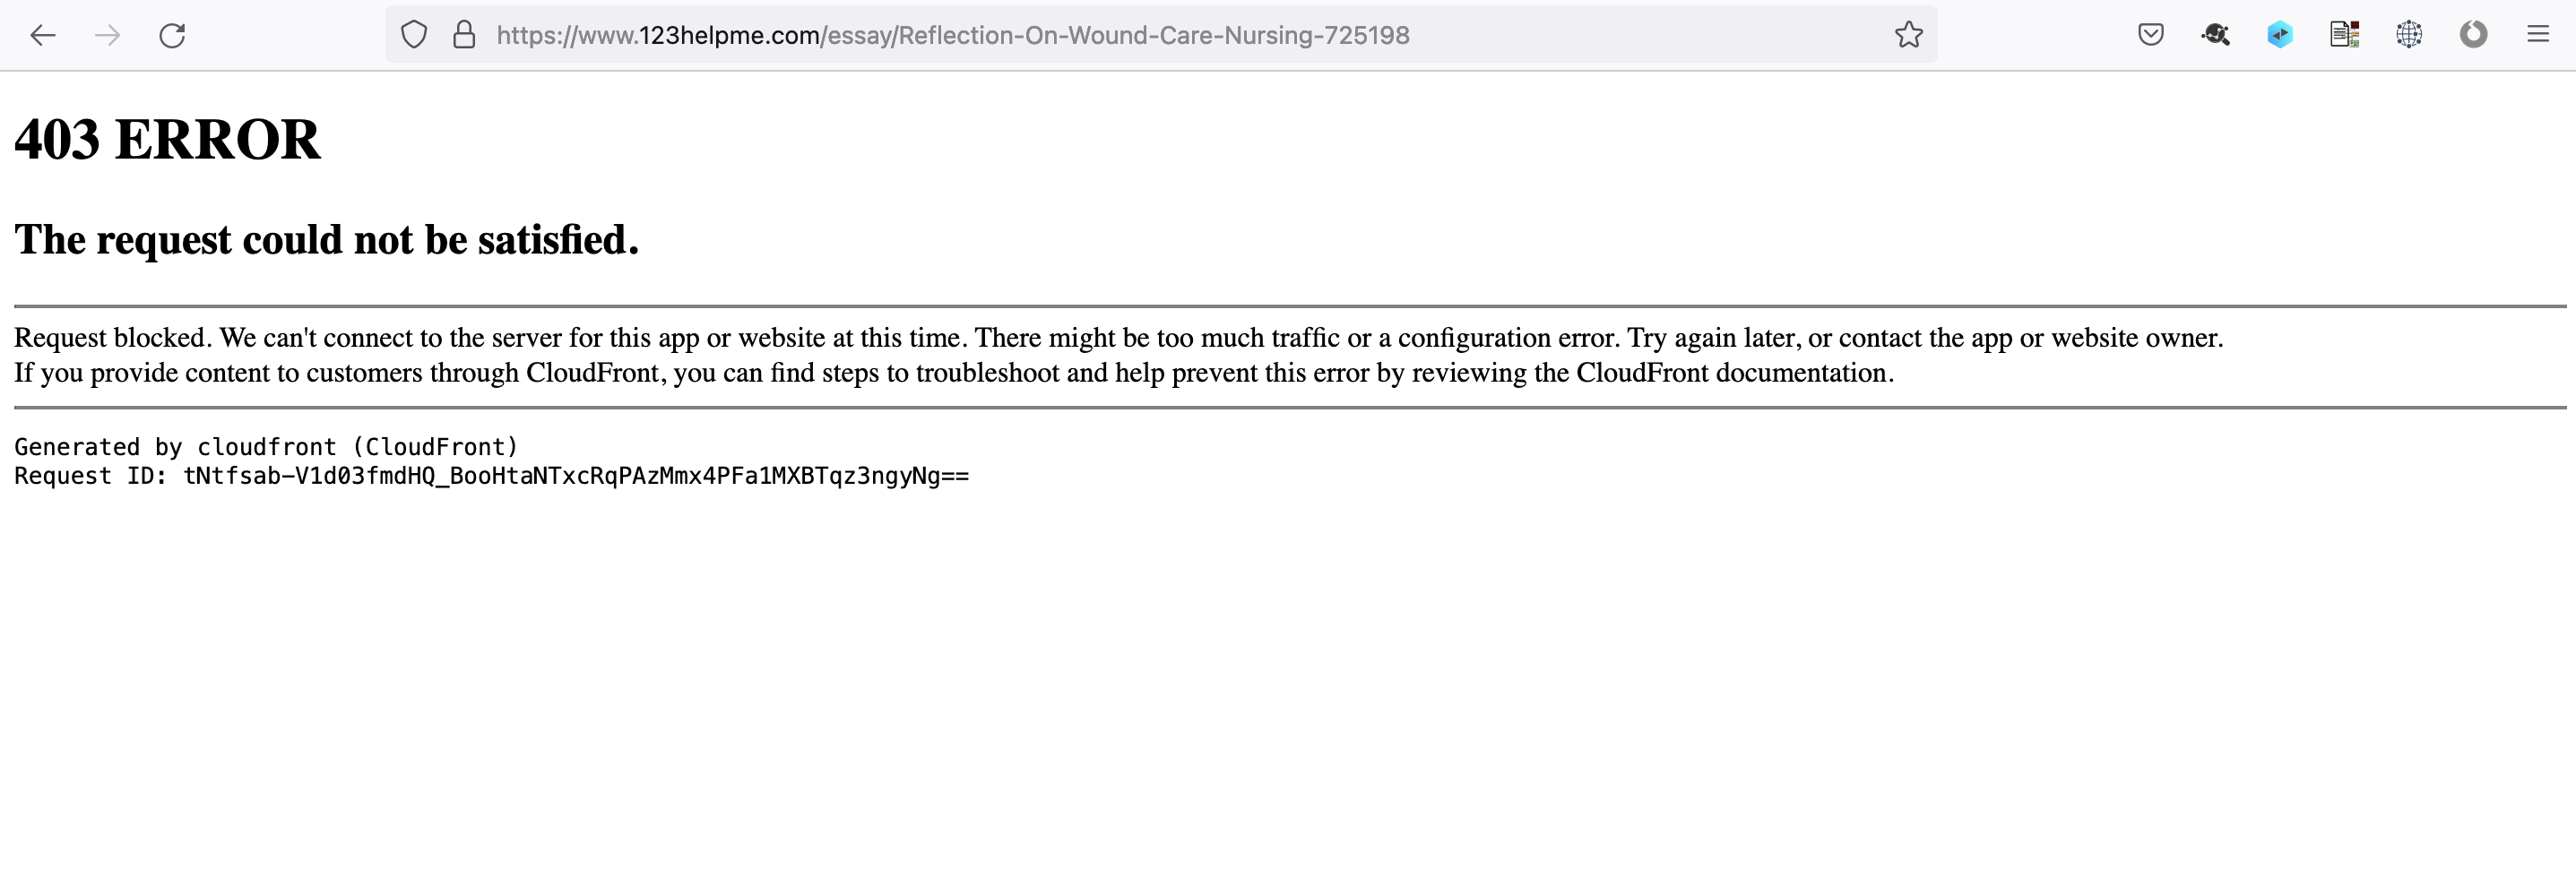 https://www.123helpme.com/essay/Reflection-On-Wound-Care-Nursing-725198
403 ERROR
The request could not be satisfied.
Request blocked. We can't connect to the server for this app or website at this time. There might be too much traffic or a configuration error. Try again later, or contact the app or website owner.
If you provide content to customers through CloudFront, you can find steps to troubleshoot and help prevent this error by reviewing the CloudFront documentation.
Generated by cloudfront (CloudFront)
Request ID: tNtfsab-V1d03fmdHQ_BooHtaNTxcRqPAzMmx4PFa1MXBTqz3ngyNg==